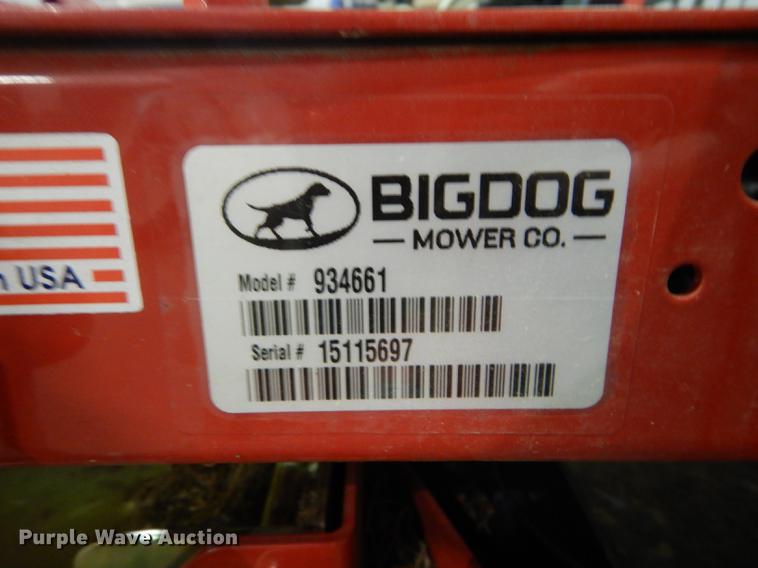 BIGDOG
— MOWER CO. —
Model # 934661
Serial # 15115697
USA
Purple Wave Auction